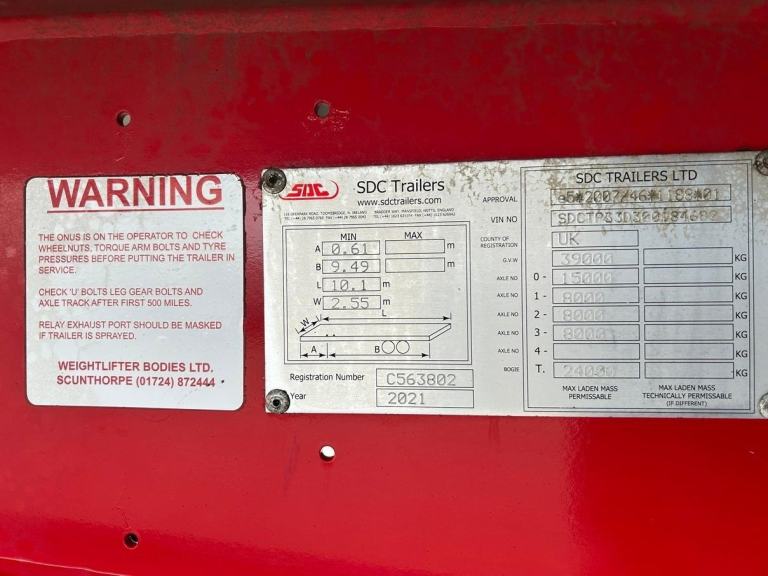 WARNING
THE ONUS IS ON THE OPERATOR TO CHECK
WHEELNUTS, TORQUE ARM BOLTS AND TYRE
PRESSURES BEFORE PUTTING THE TRAILER IN
SERVICE.
CHECK 'U' BOLTS LEG GEAR BOLTS AND
AXLE TRACK AFTER FIRST 500 MILES.
RELAY EXHAUST PORT SHOULD BE MASKED
IF TRAILER IS SPRAYED.
WEIGHTLIFTER BODIES LTD.
SCUNTHORPE (01724) 872444
SDC
SDC Trailers
www.sdctrailers.com
MIN MAX
A 0.61 m
B 9.49 m
L 10.1 m
W 2.55 m
L
W
L
A B
Registration Number C563802
Year 2021
SDC TRAILERS LTD
APPROVAL
VIN NO
COUNTY OF
REGISTRATION UK
G.V.W 39000 KG
AXLE NO 0 - 15000 KG
AXLE NO 1 - 8000 KG
AXLE NO 2 - 8000 KG
AXLE NO 3 - 8000 KG
AXLE NO 4 - KG
BOGIE T. KG
MAX LADEN MASS
PERMISSABLE
MAX LADEN MASS
TECHNICALLY PERMISSABLE
(IF DIFFERENT)